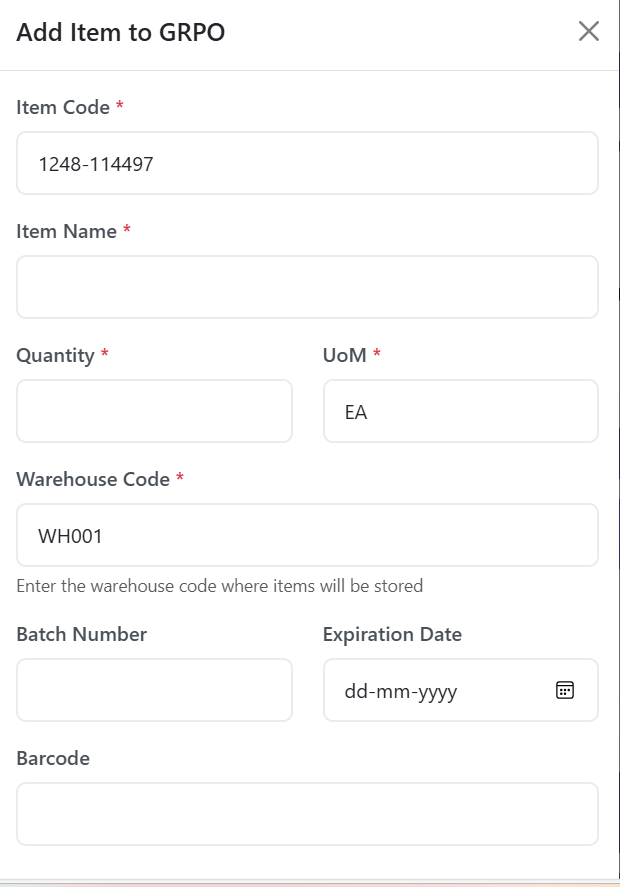 Add Item to GRPO
Item Code *
1248-114497
Item Name *
Quantity * UoM *
EA
Warehouse Code *
WH001
Enter the warehouse code where items will be stored
Batch Number Expiration Date
dd-mm-yyyy
Barcode